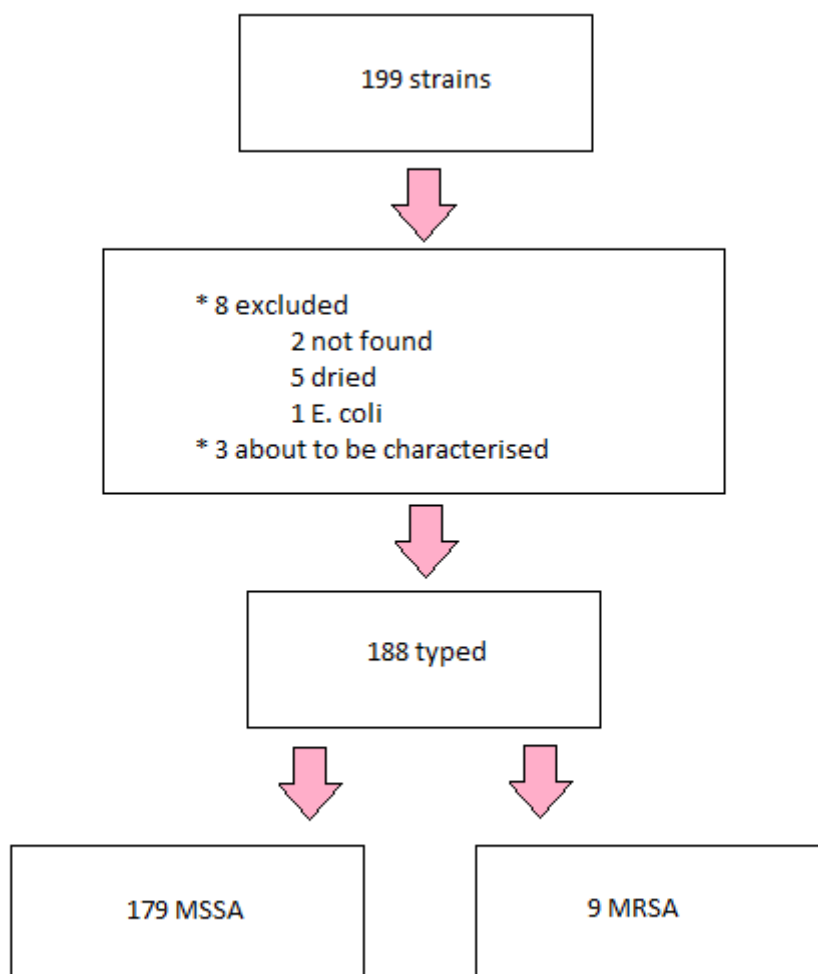 199 strains
* 8 excluded
2 not found
5 dried
1 E. coli
* 3 about to be characterised
188 typed
179 MSSA
9 MRSA